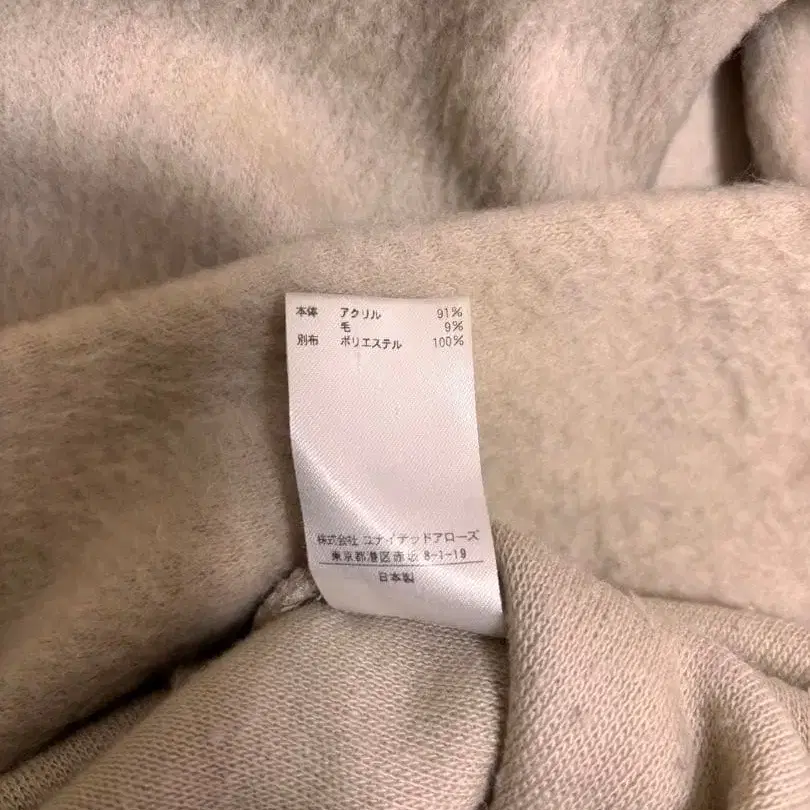 本体 アクリル 91%
毛 9%
別布 ポリエステル 100%
株式会社 ユナイテッドアローズ
東京都港区赤坂 8-1-19
日本製